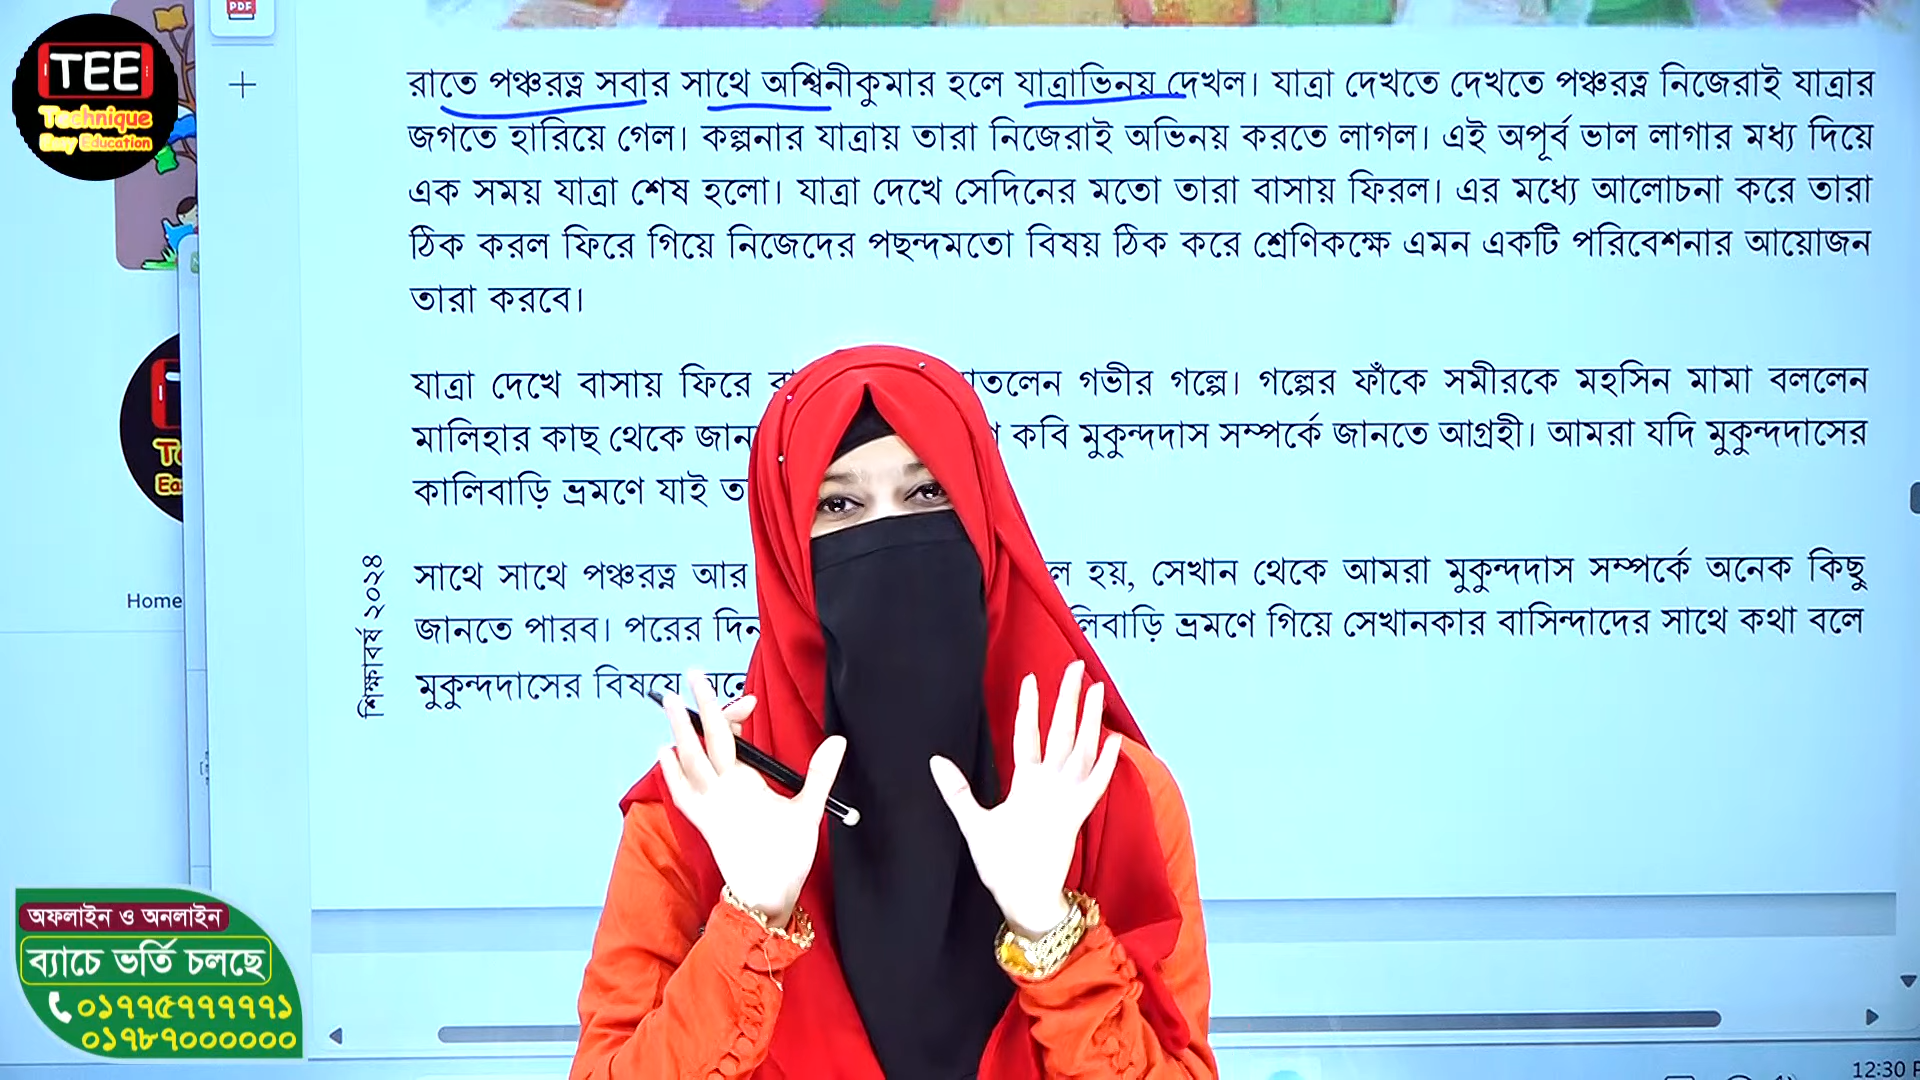 PDF
TEE
Technique
Easy Education
রাতে পঞ্চরত্ন সবার সাথে অশ্বিনীকুমার হলে যাত্রাভিনয় দেখল। যাত্রা দেখতে দেখতে পঞ্চরত্ন নিজেরাই যাত্রার
জগতে হারিয়ে গেল। কল্পনার যাত্রায় তারা নিজেরাই অভিনয় করতে লাগল। এই অপূর্ব ভাল লাগার মধ্য দিয়ে
এক সময় যাত্রা শেষ হলো। যাত্রা দেখে সেদিনের মতো তারা বাসায় ফিরল। এর মধ্যে আলোচনা করে তারা
ঠিক করল ফিরে গিয়ে নিজেদের পছন্দমতো বিষয় ঠিক করে শ্রেণিকক্ষে এমন একটি পরিবেশনার আয়োজন
তারা করবে।
যাত্রা দেখে বাসায় ফিরে গভীর গল্পে। গল্পের ফাঁকে সমীরকে মহসিন মামা বললেন
মালিহার কাছ থেকে কবি মুকুন্দদাস সম্পর্কে জানতে আগ্রহী। আমরা যদি মুকুন্দদাসের
কালিবাড়ি ভ্রমণে যাই
সাথে সাথে পঞ্চরত্ন আর হয়, সেখান থেকে আমরা মুকুন্দদাস সম্পর্কে অনেক কিছু
জানতে পারব। পরের দিন ভ্রমণে গিয়ে সেখানকার বাসিন্দাদের সাথে কথা বলে
মুকুন্দদাসের বিষয়ে
শিক্ষাবর্ষ ২০২৪
Home
অফলাইন ও অনলাইন
ব্যাচে ভর্তি চলছে
০১৭৭৫৭৭৭৭৭১
০১৭৮৭০০০০০০
12:30